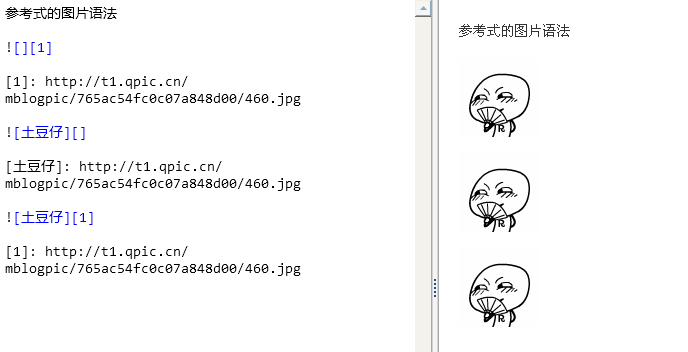 参考式的图片语法
![][1]
[1]: http://t1.qpic.cn/
mblogpic/765ac54fc0c07a848d00/460.jpg
![土豆仔][]
[土豆仔]: http://t1.qpic.cn/
mblogpic/765ac54fc0c07a848d00/460.jpg
![土豆仔][1]
[1]: http://t1.qpic.cn/
mblogpic/765ac54fc0c07a848d00/460.jpg
参考式的图片语法
R
R
R